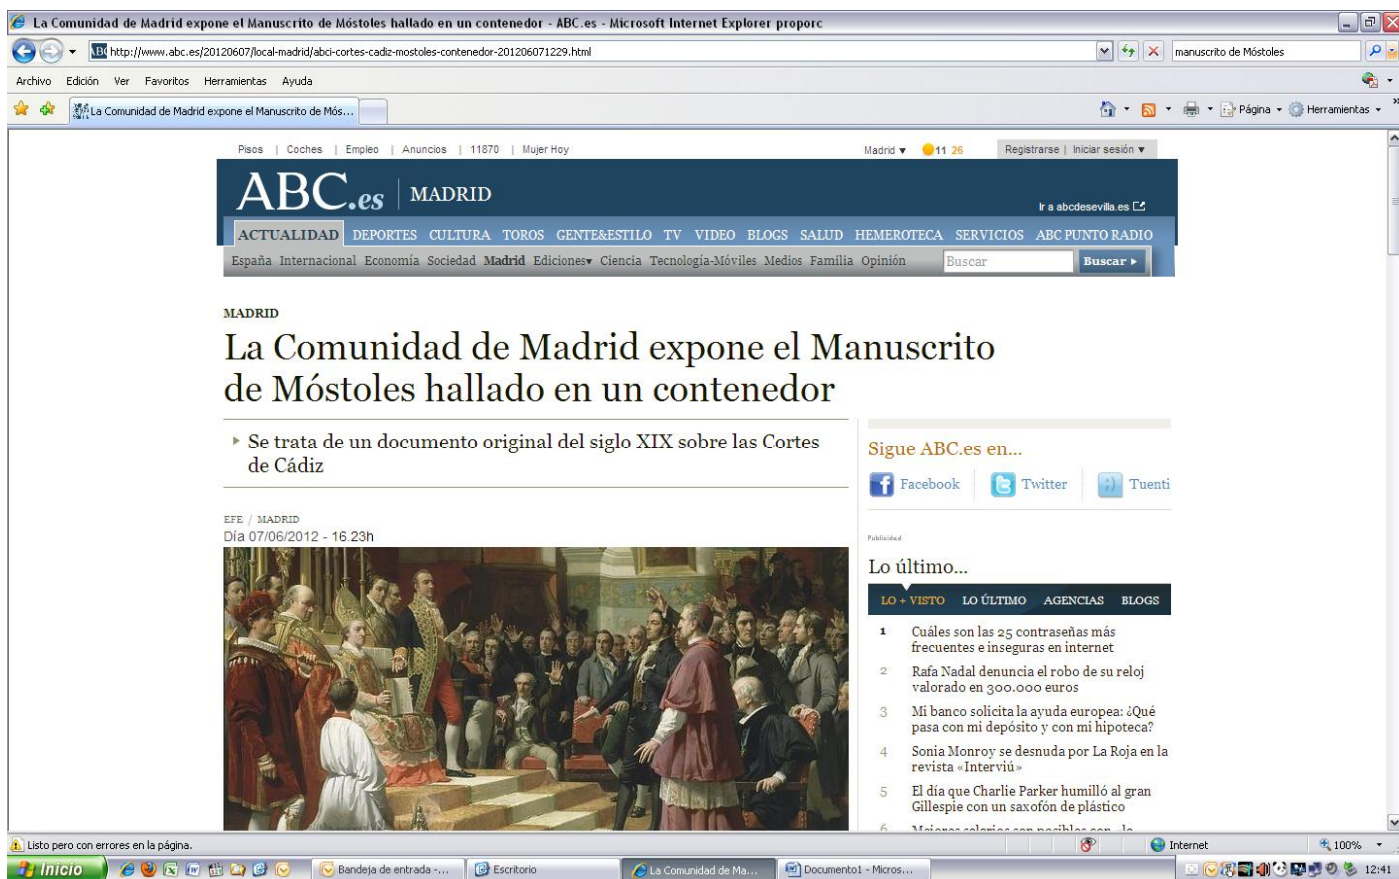 La Comunidad de Madrid expone el Manuscrito de Móstoles hallado en un contenedor - ABC.es - Microsoft Internet Explorer proporc
http://www.abc.es/20120607/local-madrid/abci-cortes-cadiz-mostoles-contenedor-201206071229.html
manuscrito de Móstoles
Archivo Edición Ver Favoritos Herramientas Ayuda
La Comunidad de Madrid expone el Manuscrito de Mós...
Página Herramientas
Pisos | Coches | Empleo | Anuncios | 11870 | Mujer Hoy
Madrid 11 26 Registrarse | Iniciar sesión
ABC.es MADRID
Ir a abcdesevilla.es
ACTUALIDAD DEPORTES CULTURA TOROS GENTE&ESTILO TV VIDEO BLOGS SALUD HEMEROTECA SERVICIOS ABC PUNTO RADIO
España Internacional Economía Sociedad Madrid Ediciones Ciencia Tecnología-Móviles Medios Familia Opinión Buscar Buscar
MADRID
La Comunidad de Madrid expone el Manuscrito
de Móstoles hallado en un contenedor
Se trata de un documento original del siglo XIX sobre las Cortes
de Cádiz
EFE / MADRID
Día 07/06/2012 - 16.23h
Sigue ABC.es en...
Facebook Twitter Tuenti
Publicidad
Lo último...
LO + VISTO LO ÚLTIMO AGENCIAS BLOGS
1 Cuáles son las 25 contraseñas más
frecuentes e inseguras en internet
2 Rafa Nadal denuncia el robo de su reloj
valorado en 300.000 euros
3 Mi banco solicita la ayuda europea: ¿Qué
pasa con mi depósito y con mi hipoteca?
4 Sonia Monroy se desnuda por La Roja en la
revista «Interviú»
5 El día que Charlie Parker humilló al gran
Gillespie con un saxofón de plástico
Listo pero con errores en la página.
Internet 100%
Inicio Bandeja de entrada -... Escritorio La Comunidad de Ma... Documento1 - Micros... 12:41